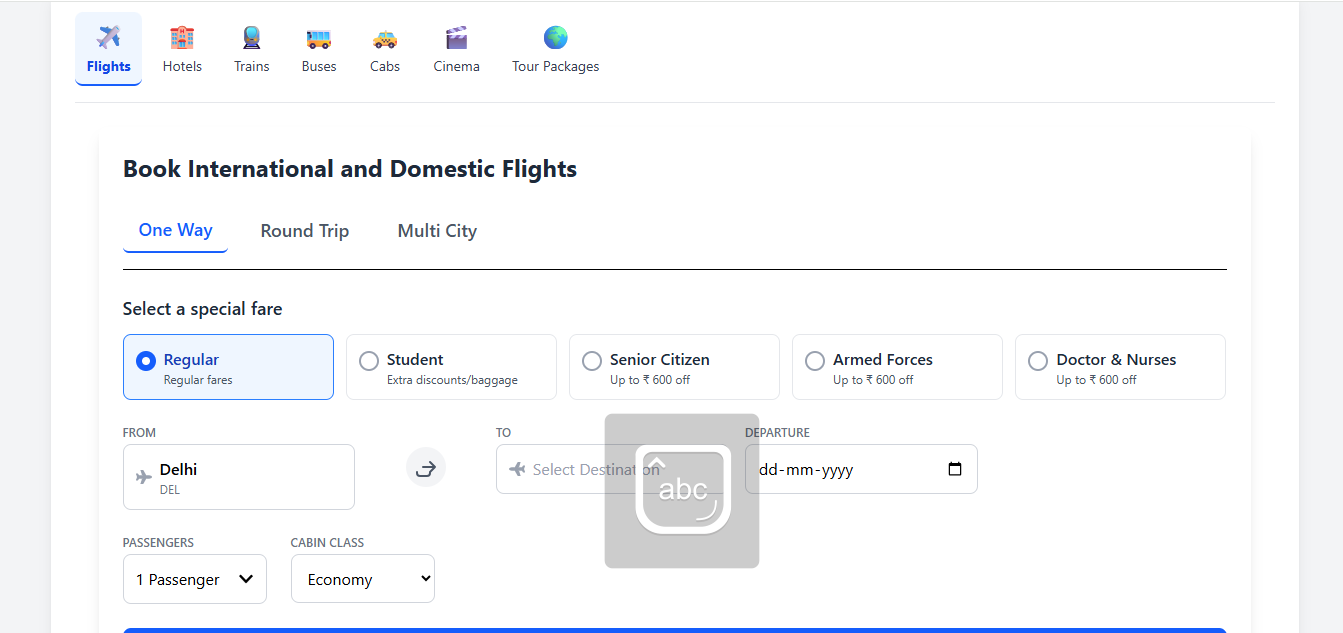 Flights Hotels Trains Buses Cabs Cinema Tour Packages
Book International and Domestic Flights
One Way Round Trip Multi City
Select a special fare
Regular Student Senior Citizen Armed Forces Doctor & Nurses
Regular fares Extra discounts/baggage Up to ₹ 600 off Up to ₹ 600 off Up to ₹ 600 off
FROM TO DEPARTURE
Delhi Select Destination dd-mm-yyyy
DEL abc
PASSENGERS CABIN CLASS
1 Passenger Economy